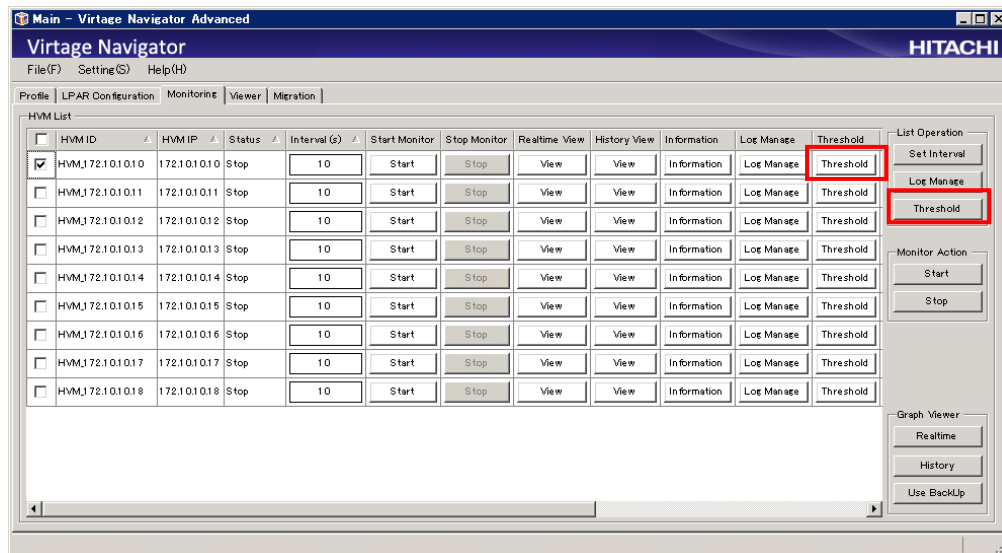 Main - Virtage Navigator Advanced
Virtage Navigator
HITACHI
File(F) Setting(S) Help(H)
Profile LPAR Configuration Monitoring Viewer Migration
HVM List
HVM ID HVM IP Status Interval (s) Start Monitor Stop Monitor Realtime View History View Information Log Manage Threshold
HVM_172.10.10.10 172.10.10.10 Stop 10 Start Stop View View Information Log Manage Threshold
HVM_172.10.10.11 172.10.10.11 Stop 10 Start Stop View View Information Log Manage Threshold
HVM_172.10.10.12 172.10.10.12 Stop 10 Start Stop View View Information Log Manage Threshold
HVM_172.10.10.13 172.10.10.13 Stop 10 Start Stop View View Information Log Manage Threshold
HVM_172.10.10.14 172.10.10.14 Stop 10 Start Stop View View Information Log Manage Threshold
HVM_172.10.10.15 172.10.10.15 Stop 10 Start Stop View View Information Log Manage Threshold
HVM_172.10.10.16 172.10.10.16 Stop 10 Start Stop View View Information Log Manage Threshold
HVM_172.10.10.17 172.10.10.17 Stop 10 Start Stop View View Information Log Manage Threshold
HVM_172.10.10.18 172.10.10.18 Stop 10 Start Stop View View Information Log Manage Threshold
List Operation
Set Interval
Log Manage
Threshold
Monitor Action
Start
Stop
Graph Viewer
Realtime
History
Use BackUp